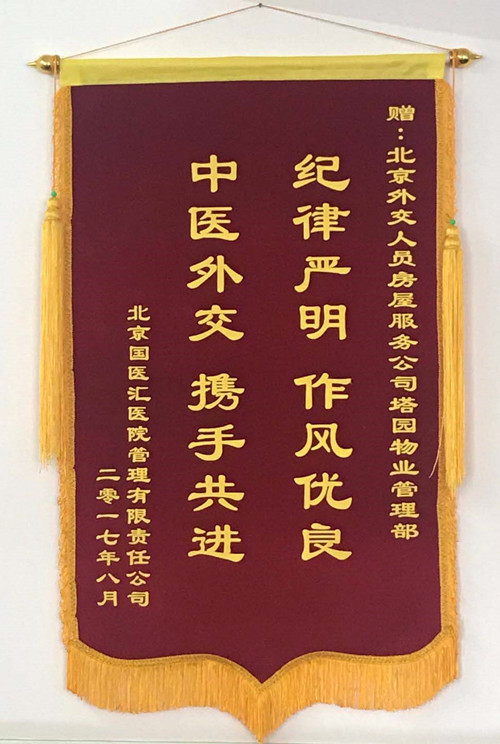 赠：北京外交人员房屋服务公司塔园物业管理部
纪律严明 作风优良
中医外交 携手共进
北京国医汇医院管理有限责任公司
二零一七年八月